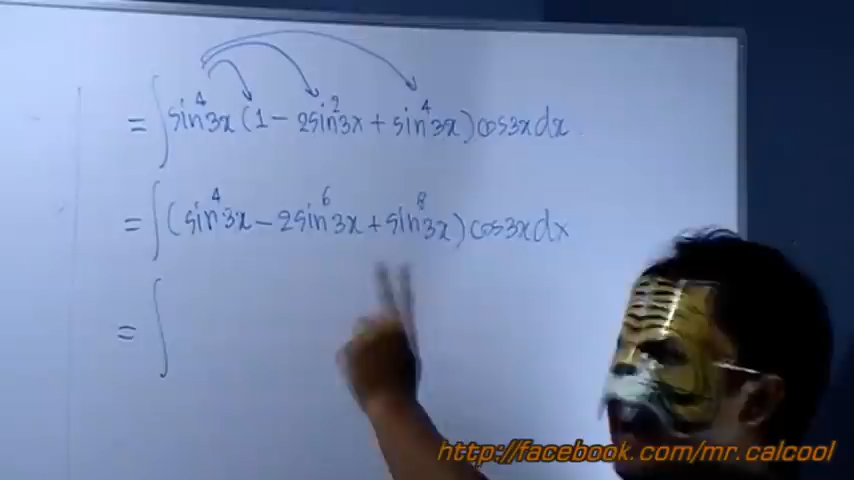 = ∫ sin⁴3x (1 − 2sin²3x + sin⁴3x) cos3x dx
= ∫ (sin⁴3x − 2sin⁶3x + sin⁸3x) cos3x dx
= ∫
http://facebook.com/mr.calcool